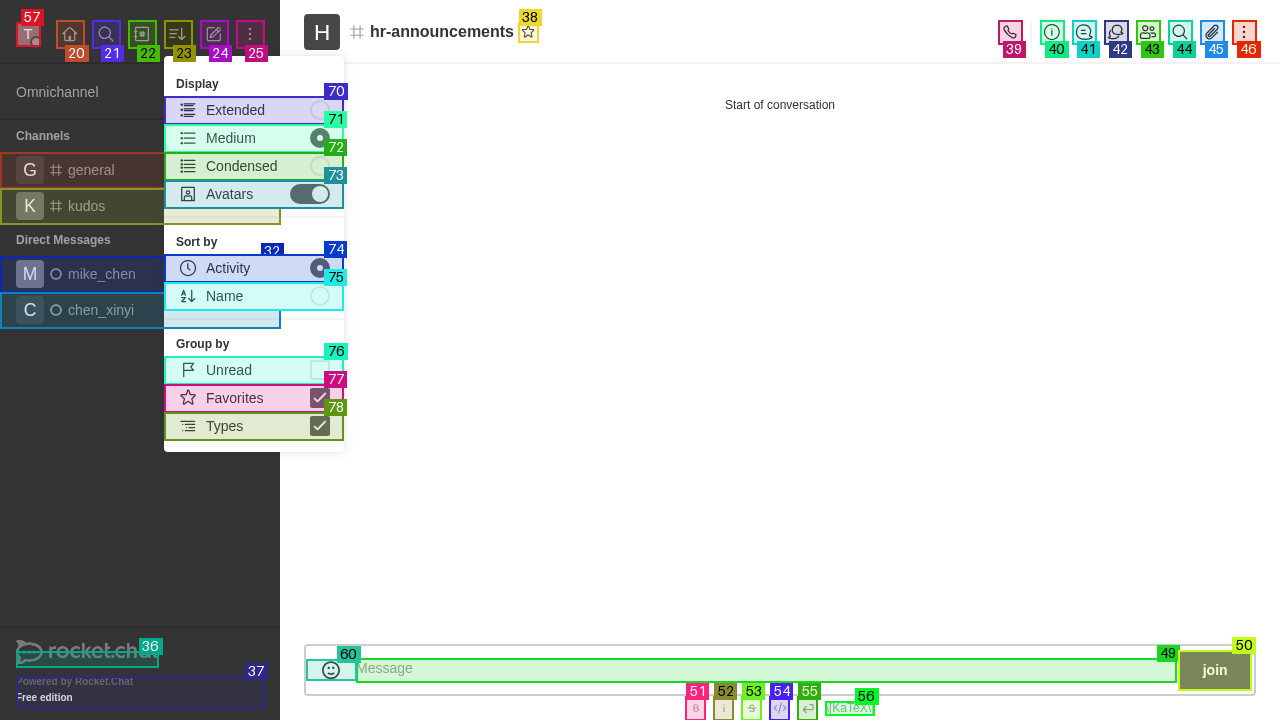 57
T
20
21
22
23
24
25
H
hr-announcements
38
39
40
41
42
43
44
45
46
Omnichannel
Channels
G general
K kudos
Direct Messages
M mike_chen
C chen_xinyi
Display
70
Extended
71
Medium
72
Condensed
73
Avatars
Sort by
32
74
Activity
75
Name
Group by
76
Unread
77
Favorites
78
Types
Start of conversation
rocket.cha
36
37
Powered by Rocket.Chat
Free edition
60
Message
49
50
join
51
52
53
54
55
56
B
i
S
</>
\[KaTeX\]